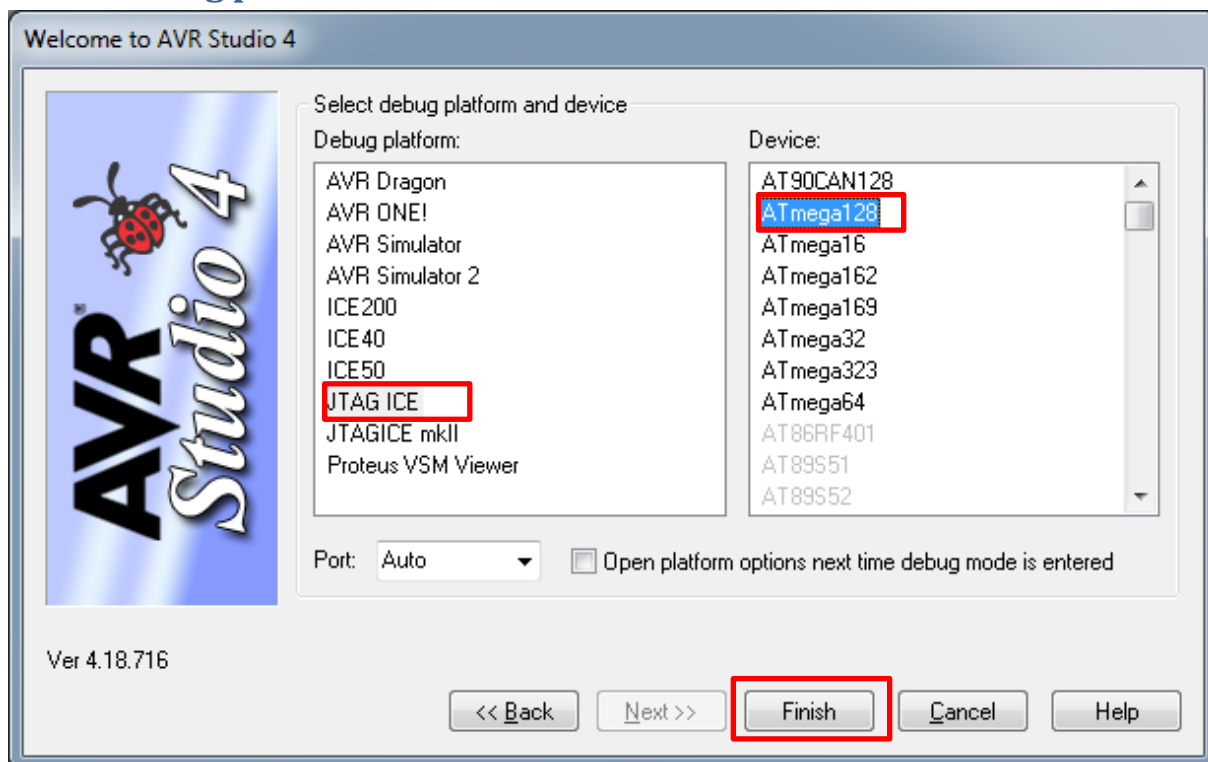 Welcome to AVR Studio 4
Select debug platform and device
Debug platform:
AVR Dragon
AVR ONE!
AVR Simulator
AVR Simulator 2
ICE200
ICE40
ICE50
JTAG ICE
JTAGICE mkII
Proteus VSM Viewer
Device:
AT90CAN128
ATmega128
ATmega16
ATmega162
ATmega169
ATmega32
ATmega323
ATmega64
AT86RF401
AT89S51
AT89S52
Port: Auto
Open platform options next time debug mode is entered
AVR®
Studio 4
Ver 4.18.716
<< Back
Next >>
Finish
Cancel
Help